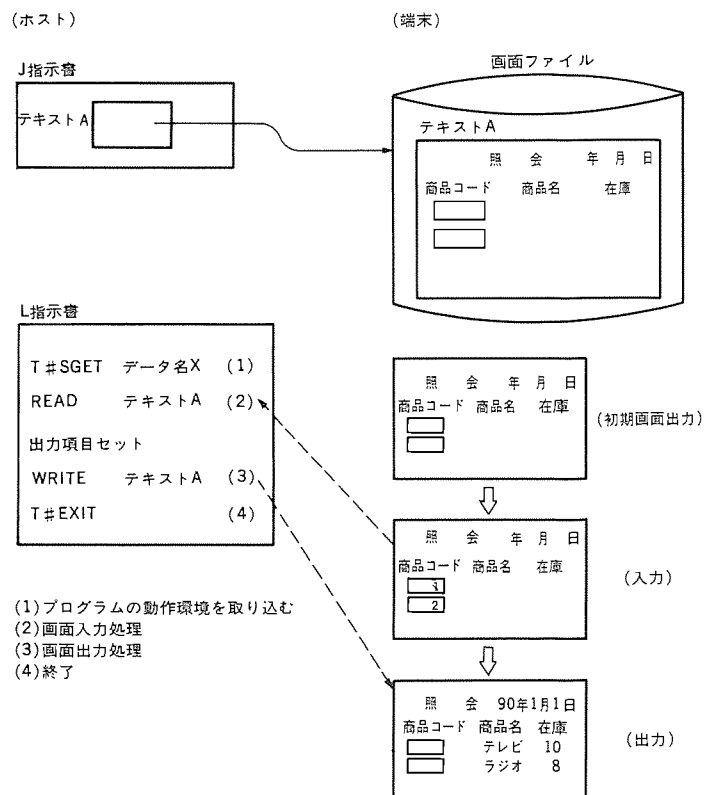 (ホスト)
(端末)
J指示書
テキストA
画面ファイル
テキストA
照 会 年 月 日
商品コード 商品名 在庫
L指示書
T#SGET データ名X (1)
READ テキストA (2)
出力項目セット
WRITE テキストA (3)
T#EXIT (4)
(1)プログラムの動作環境を取り込む
(2)画面入力処理
(3)画面出力処理
(4)終了
照 会 年 月 日
商品コード 商品名 在庫
(初期画面出力)
照 会 年 月 日
商品コード 商品名 在庫
1
2
(入力)
照 会 90年1月1日
商品コード 商品名 在庫
テレビ 10
ラジオ 8
(出力)